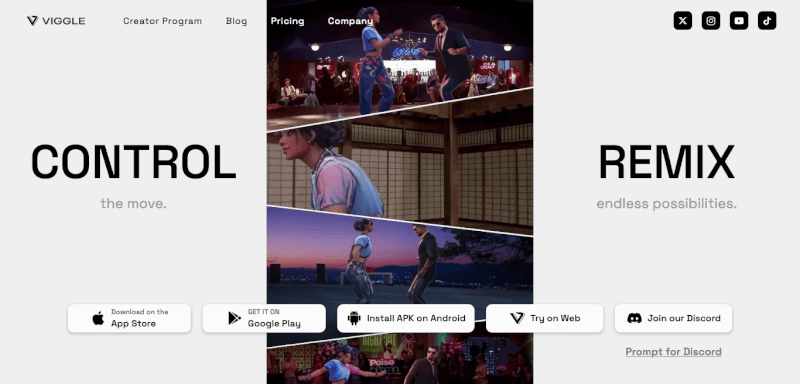 VIGGLE
Creator Program
Blog
Pricing
Company
CONTROL
the move.
REMIX
endless possibilities.
Download on the
App Store
GET IT ON
Google Play
Install APK on Android
Try on Web
Join our Discord
Prompt for Discord